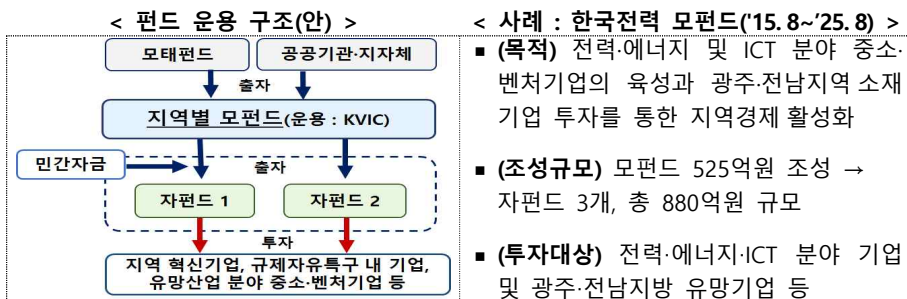 < 펀드 운용 구조(안) >
모태펀드
공공기관·지자체
출자
지역별 모펀드(운용 : KVIC)
민간자금
출자
자펀드 1
자펀드 2
투자
지역 혁신기업, 규제자유특구 내 기업,
유망산업 분야 중소·벤처기업 등
< 사례 : 한국전력 모펀드('15. 8~'25. 8) >
▪ (목적) 전력·에너지 및 ICT 분야 중소·
벤처기업의 육성과 광주·전남지역 소재
기업 투자를 통한 지역경제 활성화
▪ (조성규모) 모펀드 525억원 조성 →
자펀드 3개, 총 880억원 규모
▪ (투자대상) 전력·에너지·ICT 분야 기업
및 광주·전남지방 유망기업 등